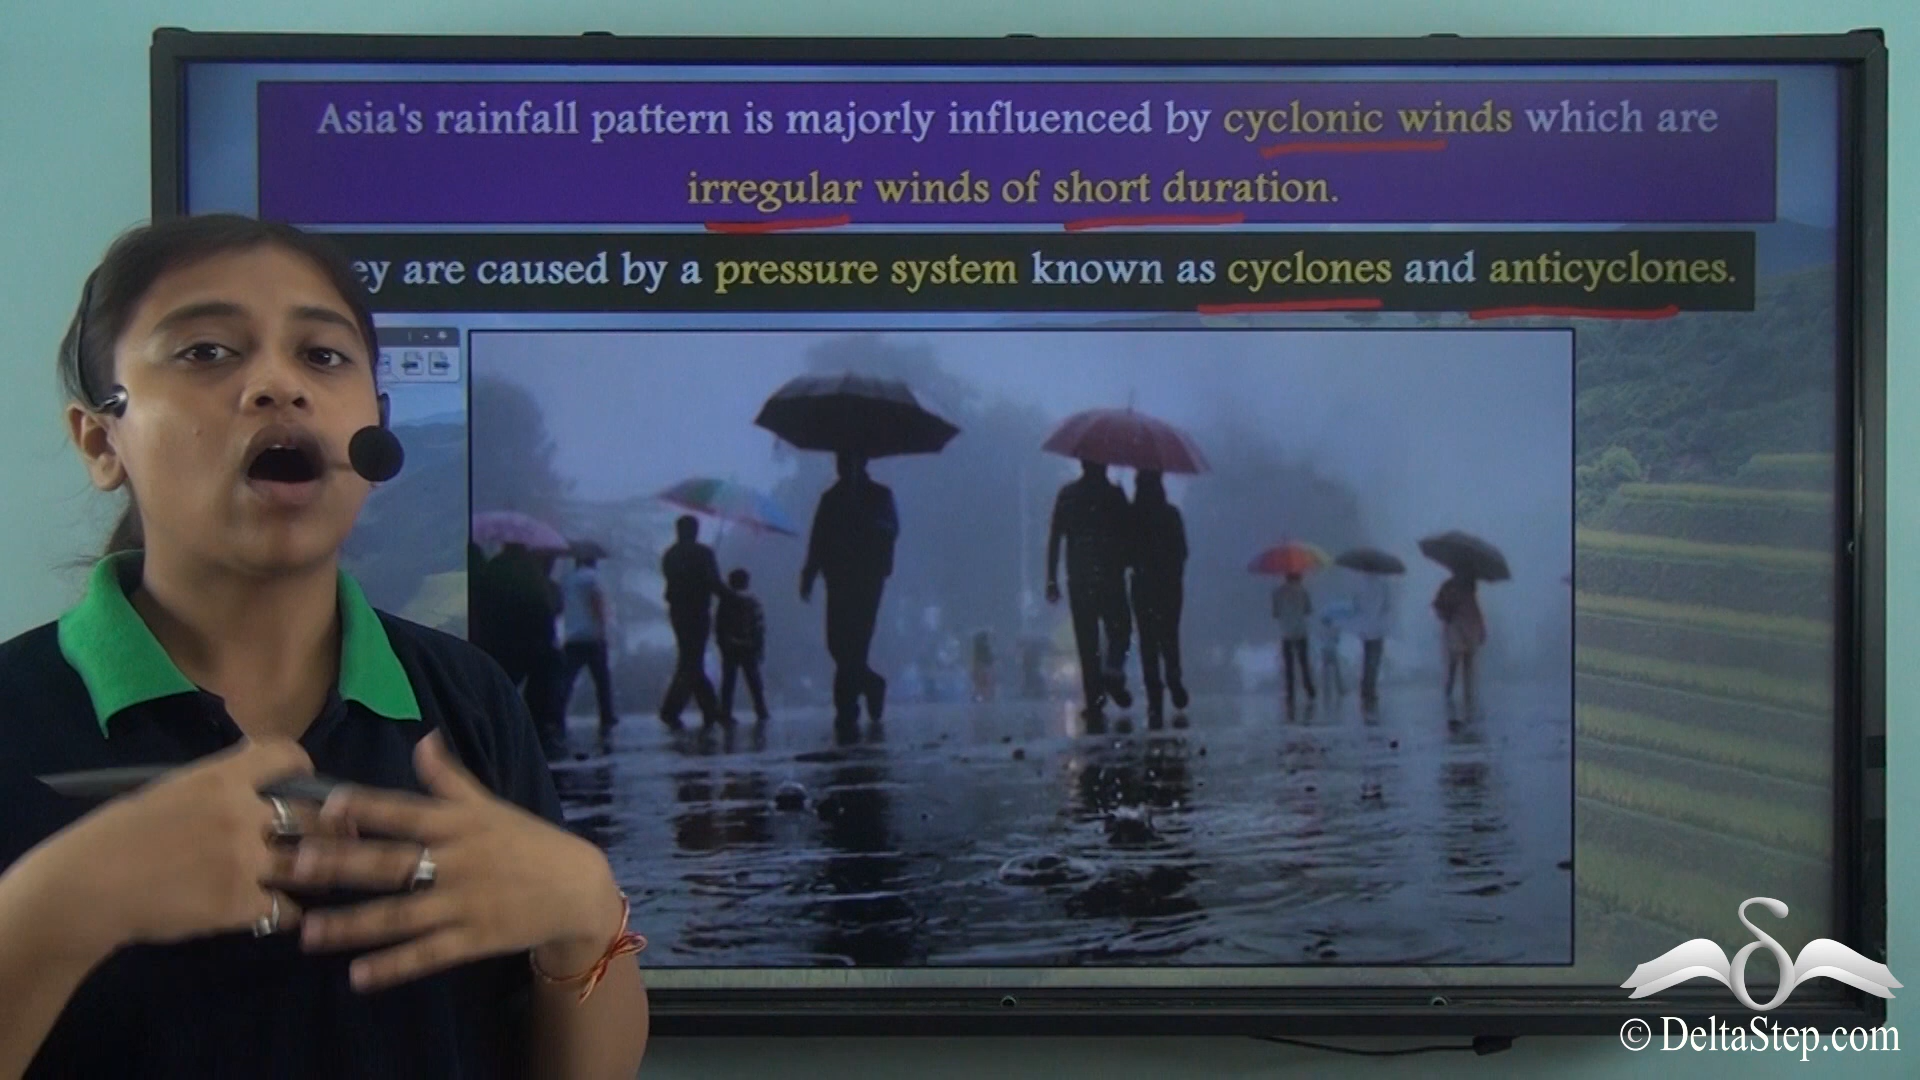 Asia's rainfall pattern is majorly influenced by cyclonic winds which are
irregular winds of short duration.
ey are caused by a pressure system known as cyclones and anticyclones.
© DeltaStep.com